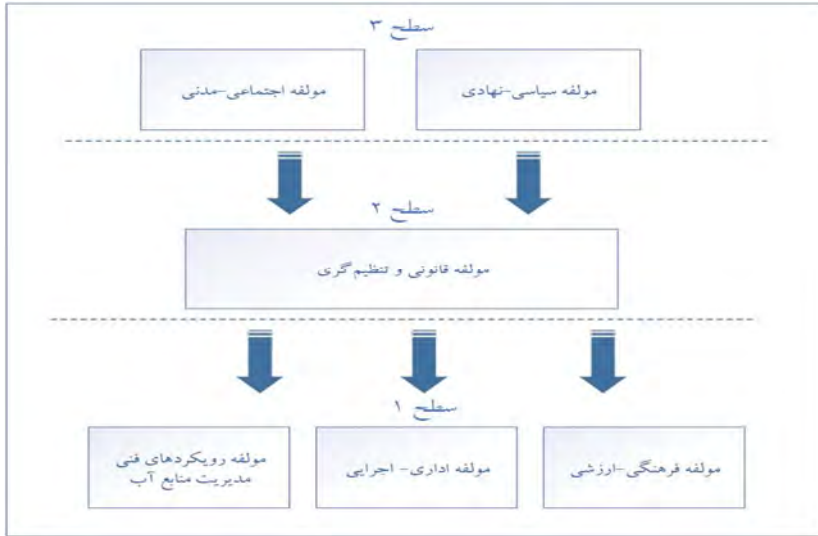 سطح ۳
مولفه سیاسی-نهادی
مولفه اجتماعی-مدنی
سطح ۲
مولفه قانونی و تنظیم‌گری
سطح ۱
مولفه فرهنگی-ارزشی
مولفه اداری- اجرایی
مولفه رویکردهای فنی
مدیریت منابع آب